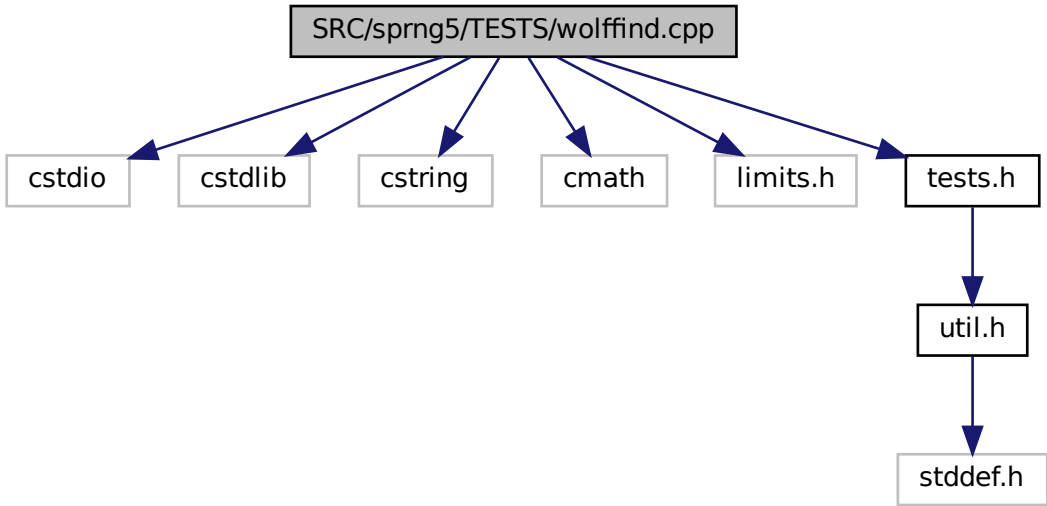 SRC/sprng5/TESTS/wolffind.cpp
cstdio
cstdlib
cstring
cmath
limits.h
tests.h
util.h
stddef.h